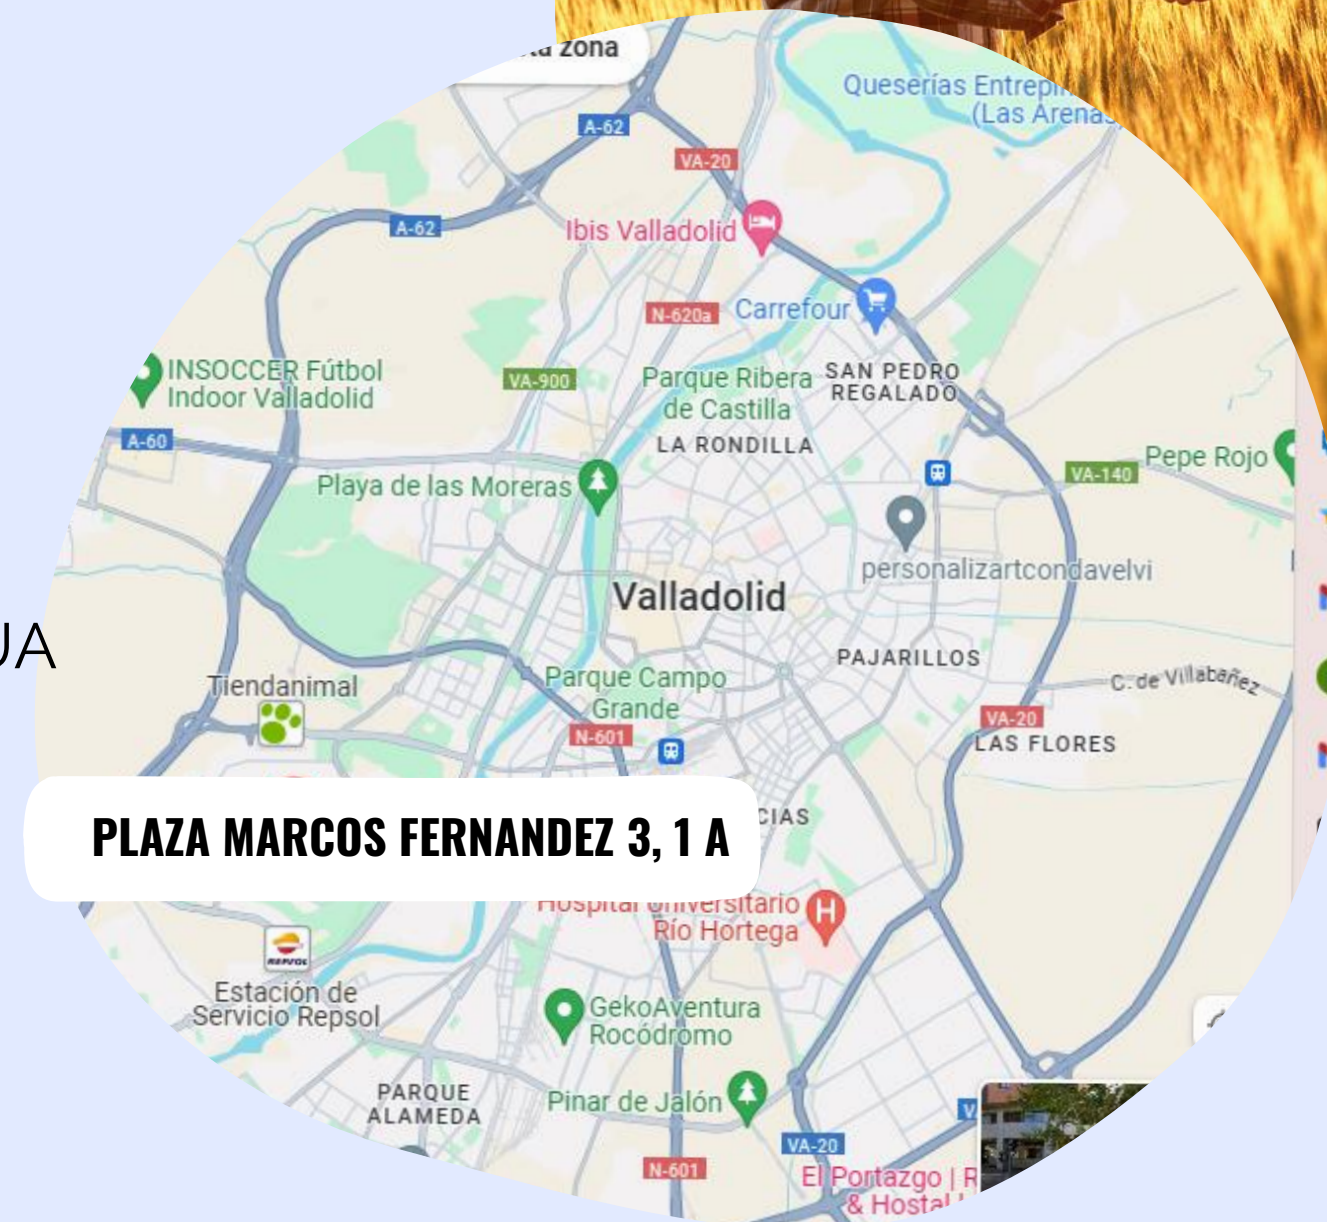 zona
Queserías
(Las Arenas
A-62
VA-20
A-62
Ibis Valladolid
N-620a
Carrefour
INSOCCER Fútbol
Indoor Valladolid
VA-900
Parque Ribera
de Castilla
SAN PEDRO
REGALADO
A-60
LA RONDILLA
Playa de las Moreras
VA-140
Pepe Rojo
personalizartcondavelvi
Valladolid
UA
PAJARILLOS
Tiendanimal
Parque Campo
Grande
C. de Villabáñez
N-601
VA-20
LAS FLORES
CIAS
PLAZA MARCOS FERNANDEZ 3, 1 A
Hospital Universitario
Río Hortega
H
REPSOL
Estación de
Servicio Repsol
GekoAventura
Rocódromo
PARQUE
ALAMEDA
Pinar de Jalón
VA-20
N-601
El Portazgo | R
& Hostal